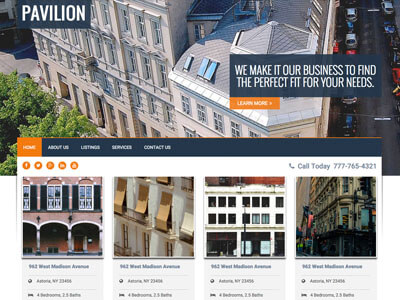 PAVILION
WE MAKE IT OUR BUSINESS TO FIND
THE PERFECT FIT FOR YOUR NEEDS.
LEARN MORE >
HOME ABOUT US LISTINGS SERVICES CONTACT US
Call Today 777-765-4321
962 West Madison Avenue 962 West Madison Avenue 962 West Madison Avenue 962 West Madison Avenue
Astoria, NY 23456 Astoria, NY 23456 Astoria, NY 23456 Astoria, NY 23456
4 Bedrooms, 2.5 Baths 4 Bedrooms, 2.5 Baths 4 Bedrooms, 2.5 Baths 4 Bedrooms, 2.5 Baths